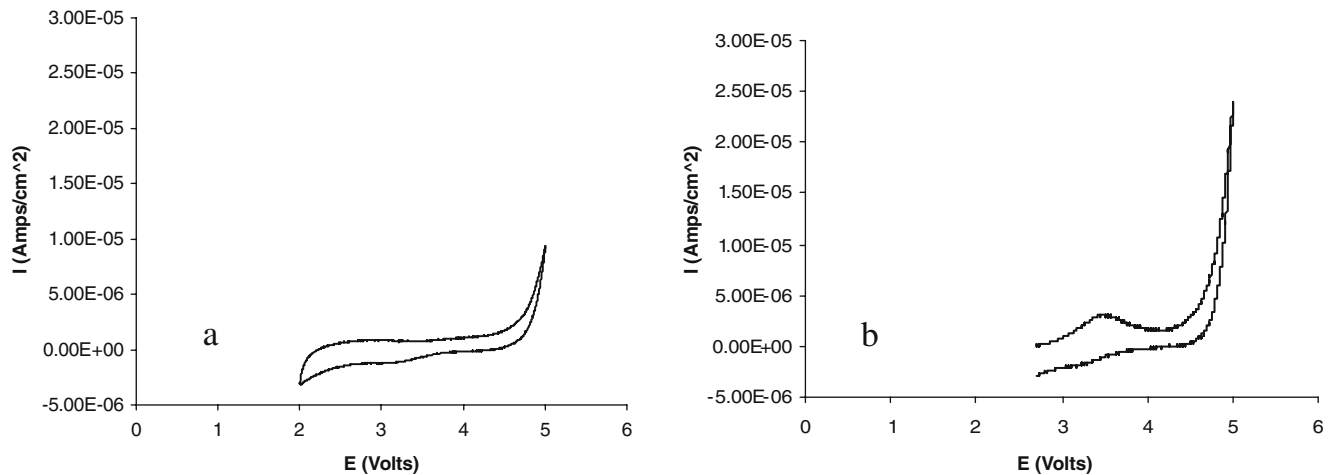 3.00E-05
2.50E-05
2.00E-05
1.50E-05
1.00E-05
5.00E-06
0.00E+00
-5.00E-06
I (Amps/cm^2)
a
0 1 2 3 4 5 6
E (Volts)
3.00E-05
2.50E-05
2.00E-05
1.50E-05
1.00E-05
5.00E-06
0.00E+00
-5.00E-06
I (Amps/cm^2)
b
0 1 2 3 4 5 6
E (Volts)